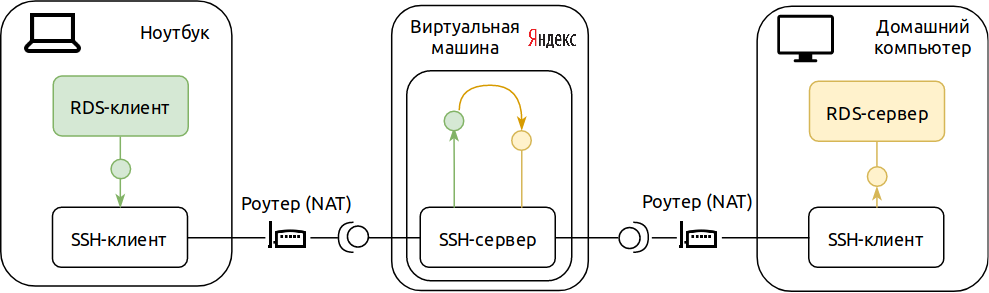 Ноутбук
RDS-клиент
SSH-клиент
Роутер (NAT)
Виртуальная
машина
Яндекс
SSH-сервер
Роутер (NAT)
Домашний
компьютер
RDS-сервер
SSH-клиент